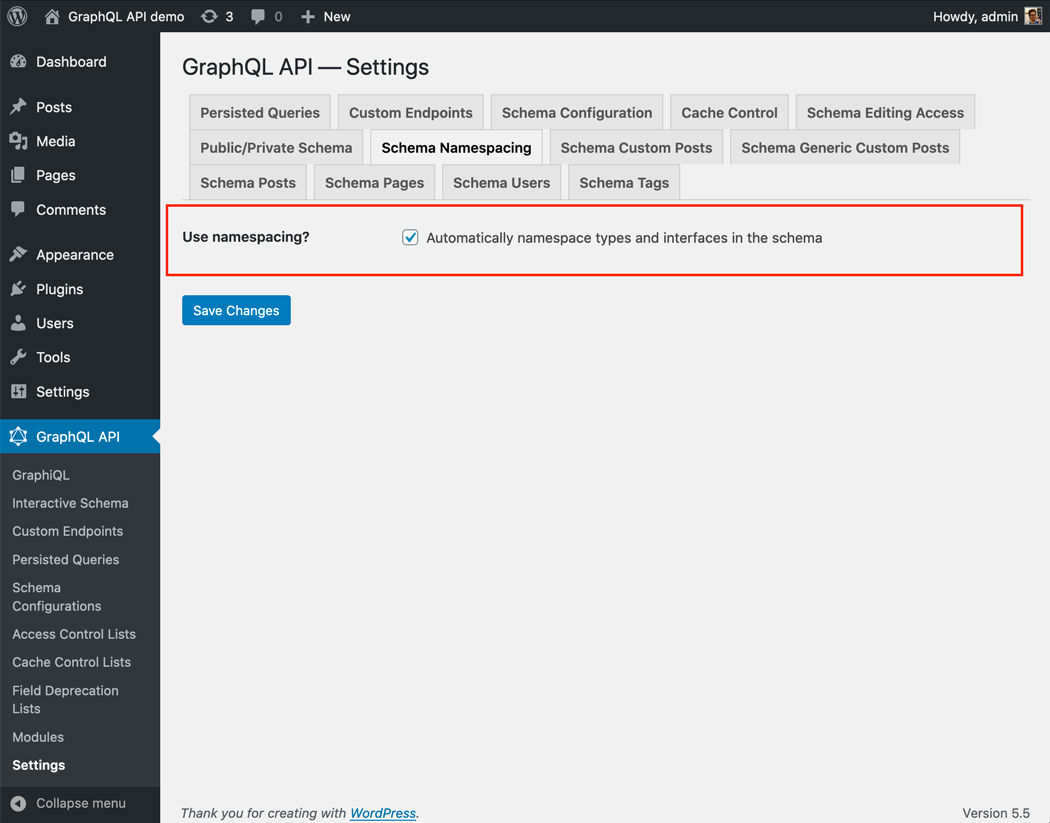 GraphQL API demo 3 0 New Howdy, admin
Dashboard
Posts
Media
Pages
Comments
Appearance
Plugins
Users
Tools
Settings
GraphQL API
GraphiQL
Interactive Schema
Custom Endpoints
Persisted Queries
Schema
Configurations
Access Control Lists
Cache Control Lists
Field Deprecation
Lists
Modules
Settings
Collapse menu
GraphQL API — Settings
Persisted Queries Custom Endpoints Schema Configuration Cache Control Schema Editing Access
Public/Private Schema Schema Namespacing Schema Custom Posts Schema Generic Custom Posts
Schema Posts Schema Pages Schema Users Schema Tags
Use namespacing? Automatically namespace types and interfaces in the schema
Save Changes
Thank you for creating with WordPress. Version 5.5